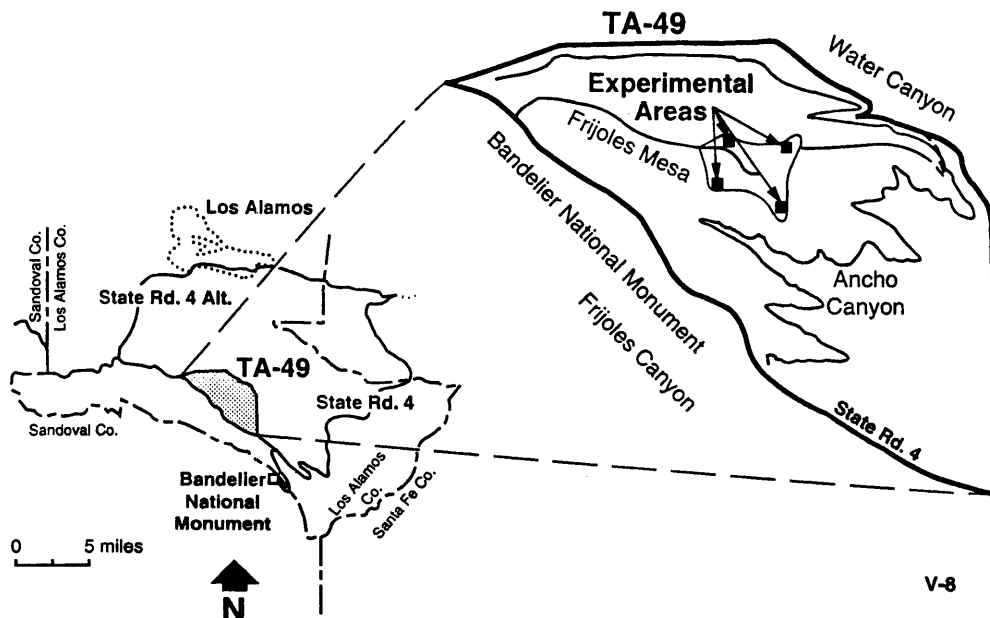 TA-49
Water Canyon
Experimental
Areas
Frijoles Mesa
Bandelier National Monument
Frijoles Canyon
Ancho
Canyon
State Rd. 4
Los Alamos
Sandoval Co.
Los Alamos Co.
State Rd. 4 Alt.
TA-49
State Rd. 4
Sandoval Co.
Bandelier
National
Monument
Los Alamos
Co.
Santa Fe Co.
0 5 miles
N
V-8